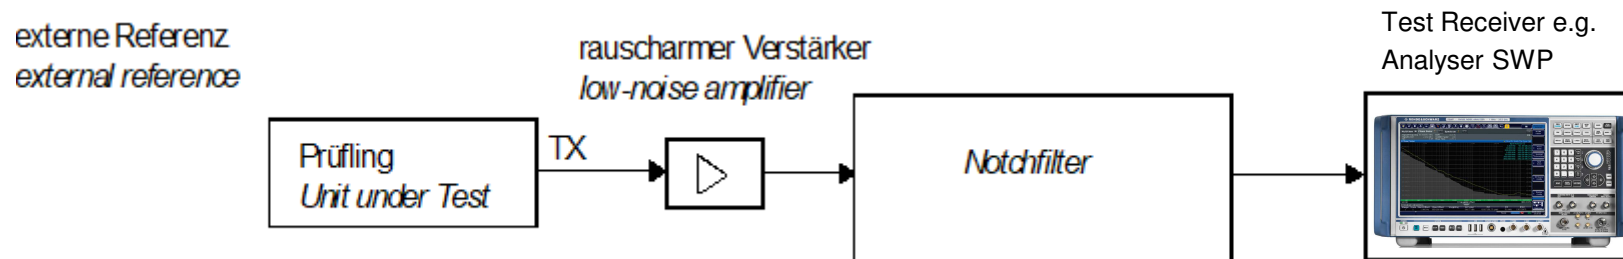 externe Referenz
external reference
rauscharmer Verstärker
low-noise amplifier
Test Receiver e.g.
Analyser SWP
Prüfling
Unit under Test
TX
Notchfilter